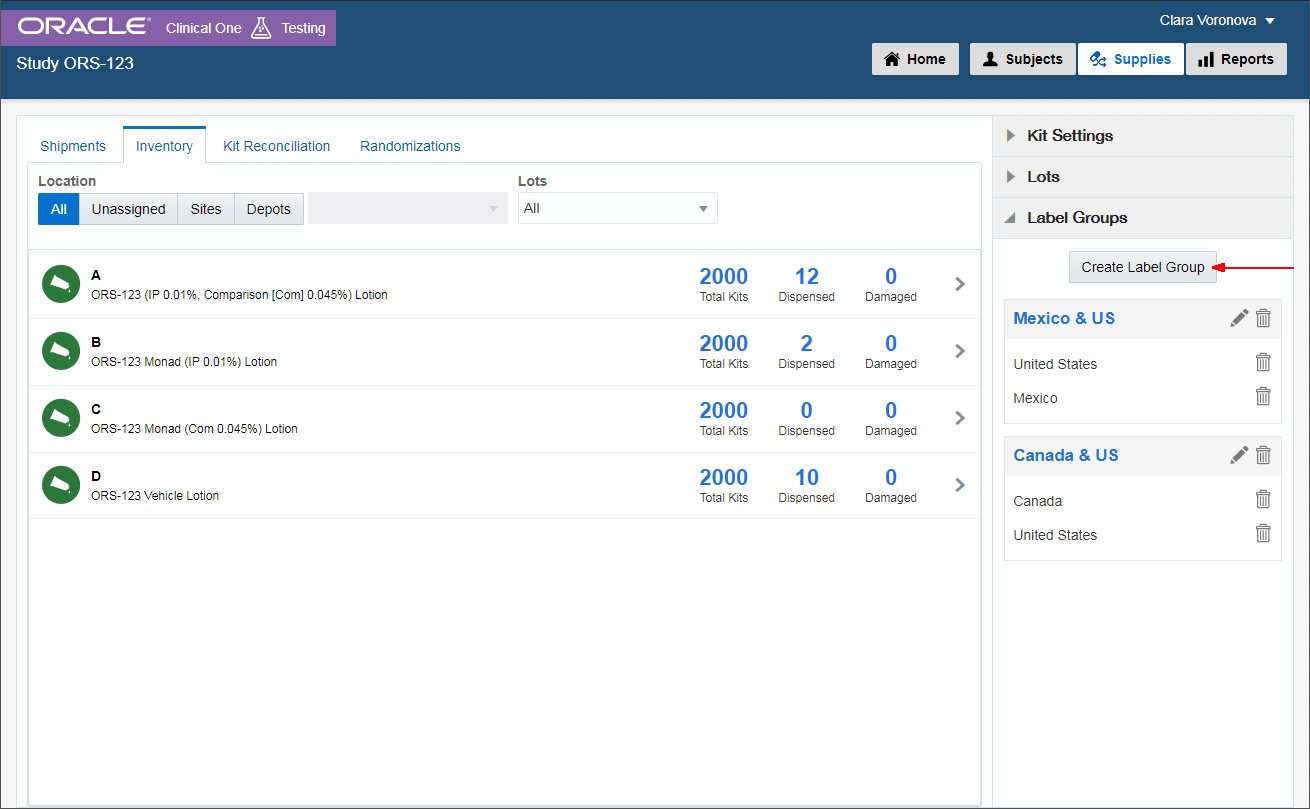 ORACLE® Clinical One Testing
Clara Voronova
Study ORS-123
Home Subjects Supplies Reports
Shipments Inventory Kit Reconciliation Randomizations
Location
All Unassigned Sites Depots
Lots
All
A
ORS-123 (IP 0.01%, Comparison [Com] 0.045%) Lotion
2000 12 0
Total Kits Dispensed Damaged
B
ORS-123 Monad (IP 0.01%) Lotion
2000 2 0
Total Kits Dispensed Damaged
C
ORS-123 Monad (Com 0.045%) Lotion
2000 0 0
Total Kits Dispensed Damaged
D
ORS-123 Vehicle Lotion
2000 10 0
Total Kits Dispensed Damaged
Kit Settings
Lots
Label Groups
Create Label Group
Mexico & US
United States
Mexico
Canada & US
Canada
United States